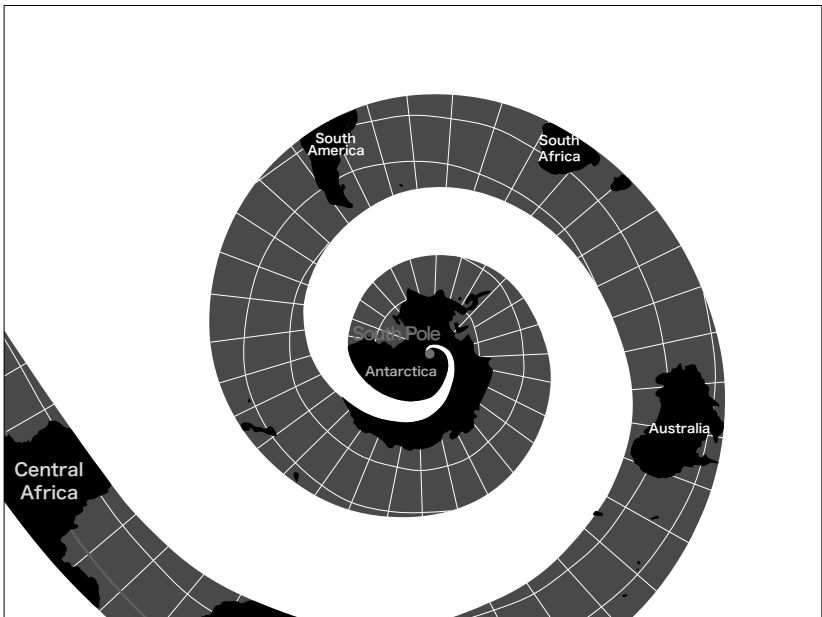 South
America
South
Africa
South Pole
Antarctica
Australia
Central
Africa